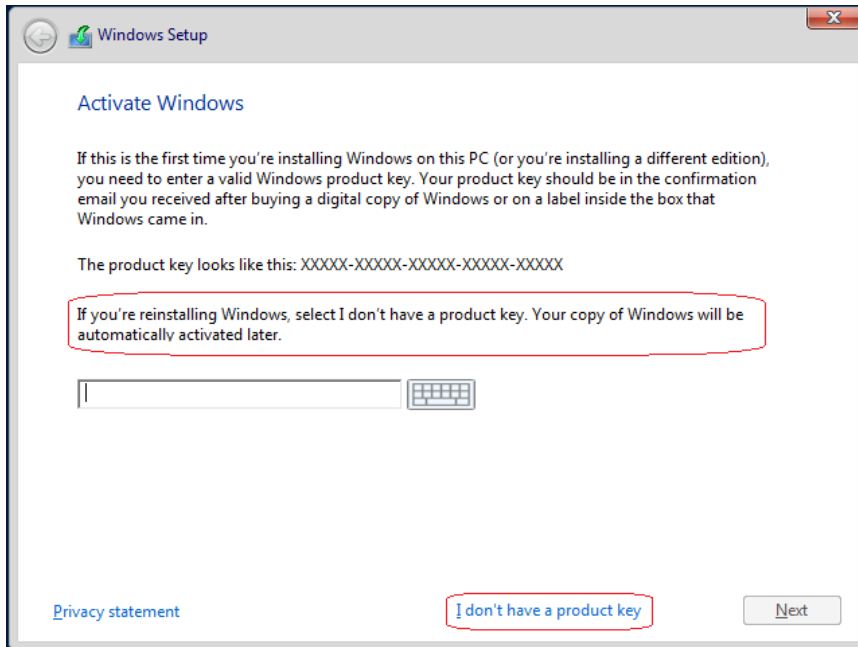 Windows Setup
Activate Windows
If this is the first time you're installing Windows on this PC (or you're installing a different edition),
you need to enter a valid Windows product key. Your product key should be in the confirmation
email you received after buying a digital copy of Windows or on a label inside the box that
Windows came in.
The product key looks like this: XXXXX-XXXXX-XXXXX-XXXXX-XXXXX
If you're reinstalling Windows, select I don't have a product key. Your copy of Windows will be
automatically activated later.
Privacy statement
I don't have a product key
Next